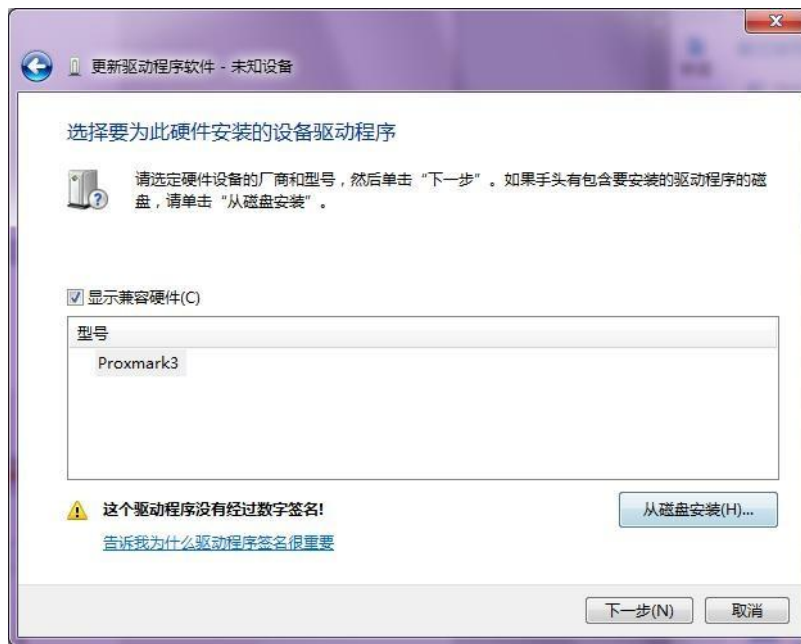 更新驱动程序软件 - 未知设备
选择要为此硬件安装的设备驱动程序
请选定硬件设备的厂商和型号，然后单击“下一步”。如果手头有包含要安装的驱动程序的磁
盘，请单击“从磁盘安装”。
显示兼容硬件(C)
型号
Proxmark3
这个驱动程序没有经过数字签名!
从磁盘安装(H)...
告诉我为什么驱动程序签名很重要
下一步(N)
取消